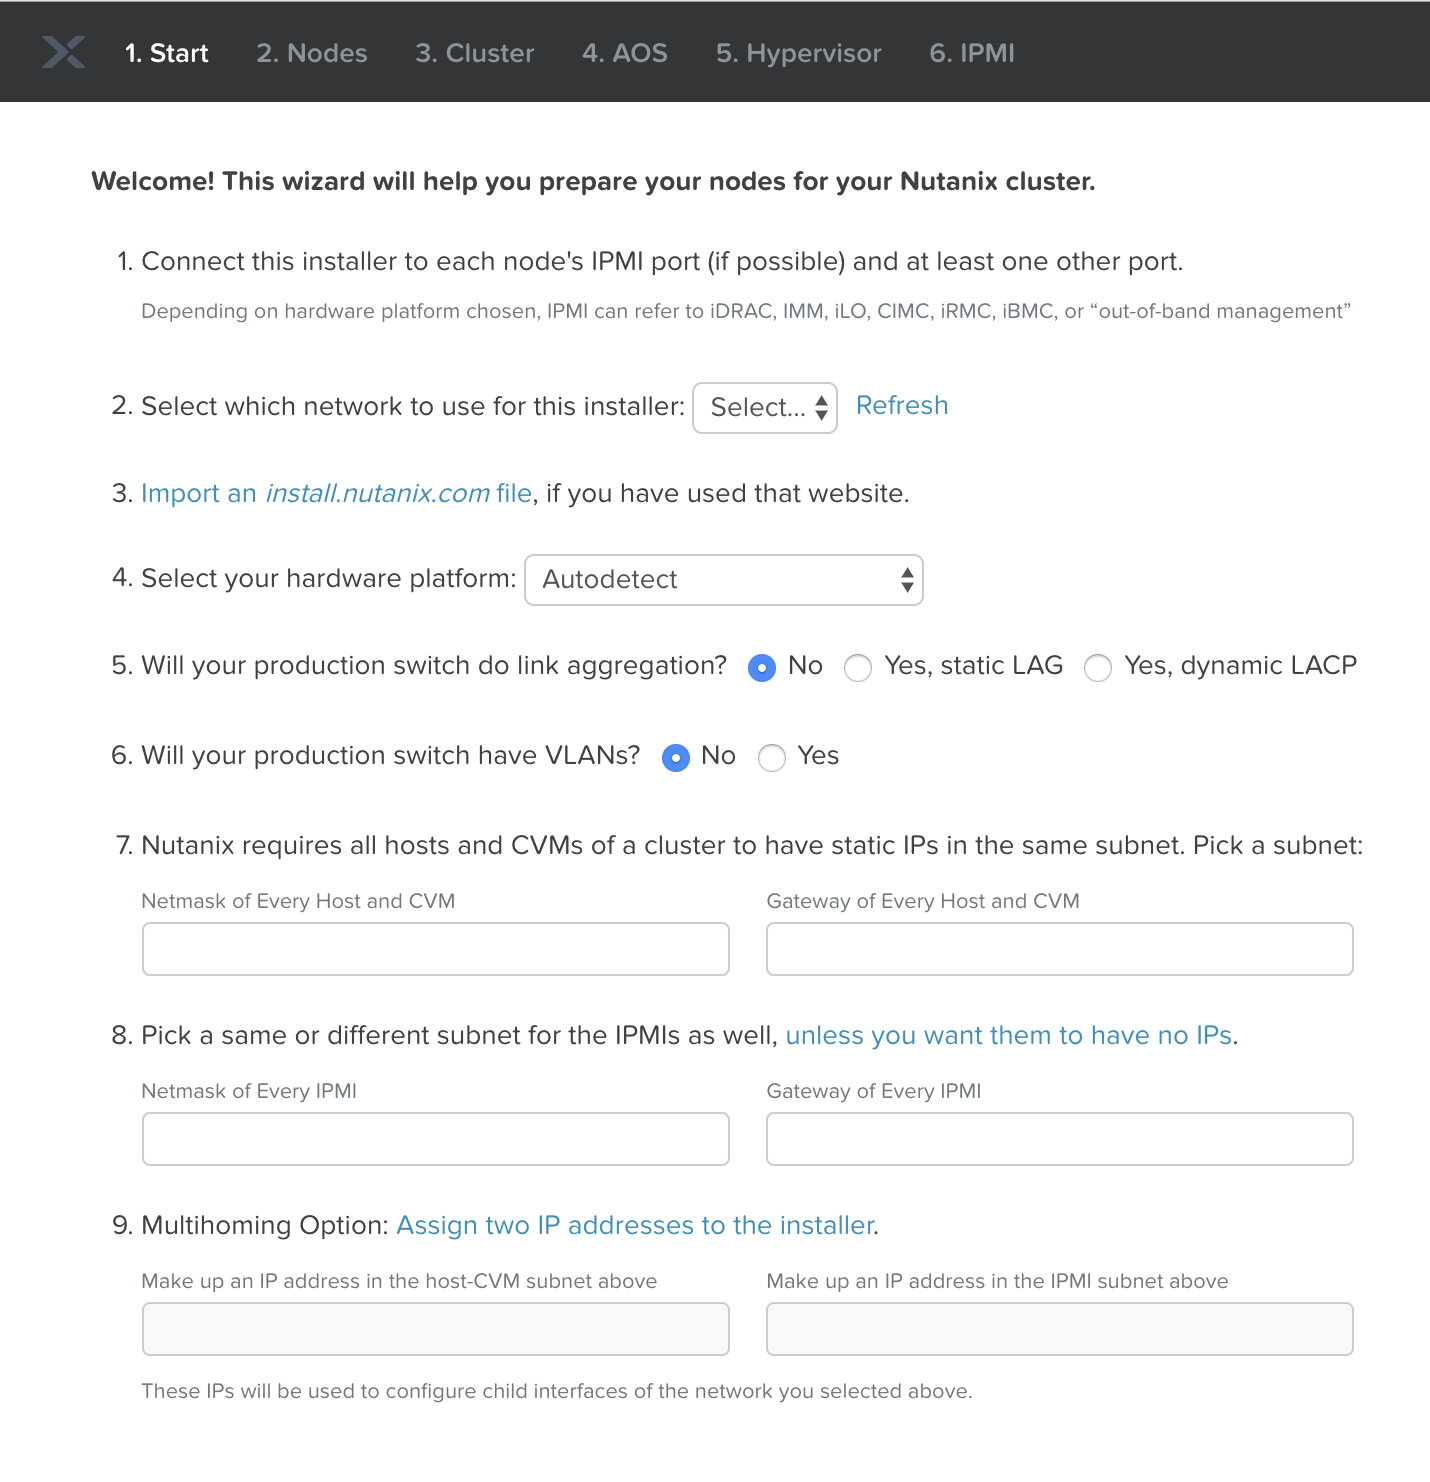 1. Start 2. Nodes 3. Cluster 4. AOS 5. Hypervisor 6. IPMI
Welcome! This wizard will help you prepare your nodes for your Nutanix cluster.
1. Connect this installer to each node's IPMI port (if possible) and at least one other port.
Depending on hardware platform chosen, IPMI can refer to iDRAC, IMM, iLO, CIMC, iRMC, iBMC, or “out-of-band management”
2. Select which network to use for this installer: Select... Refresh
3. Import an install.nutanix.com file, if you have used that website.
4. Select your hardware platform: Autodetect
5. Will your production switch do link aggregation? No Yes, static LAG Yes, dynamic LACP
6. Will your production switch have VLANs? No Yes
7. Nutanix requires all hosts and CVMs of a cluster to have static IPs in the same subnet. Pick a subnet:
Netmask of Every Host and CVM Gateway of Every Host and CVM
8. Pick a same or different subnet for the IPMIs as well, unless you want them to have no IPs.
Netmask of Every IPMI Gateway of Every IPMI
9. Multihoming Option: Assign two IP addresses to the installer.
Make up an IP address in the host-CVM subnet above Make up an IP address in the IPMI subnet above
These IPs will be used to configure child interfaces of the network you selected above.